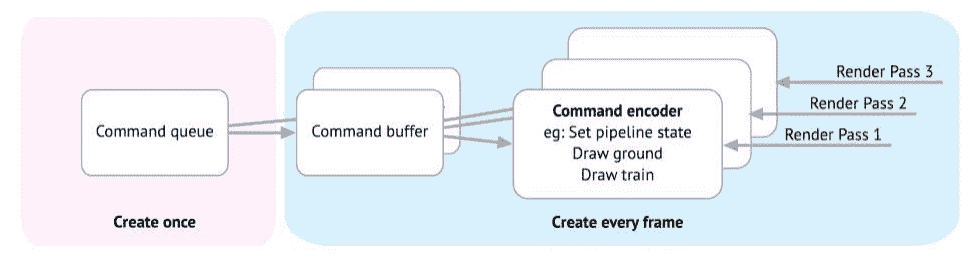 Command queue
Create once
Command buffer
Command encoder
eg: Set pipeline state
Draw ground
Draw train
Render Pass 3
Render Pass 2
Render Pass 1
Create every frame